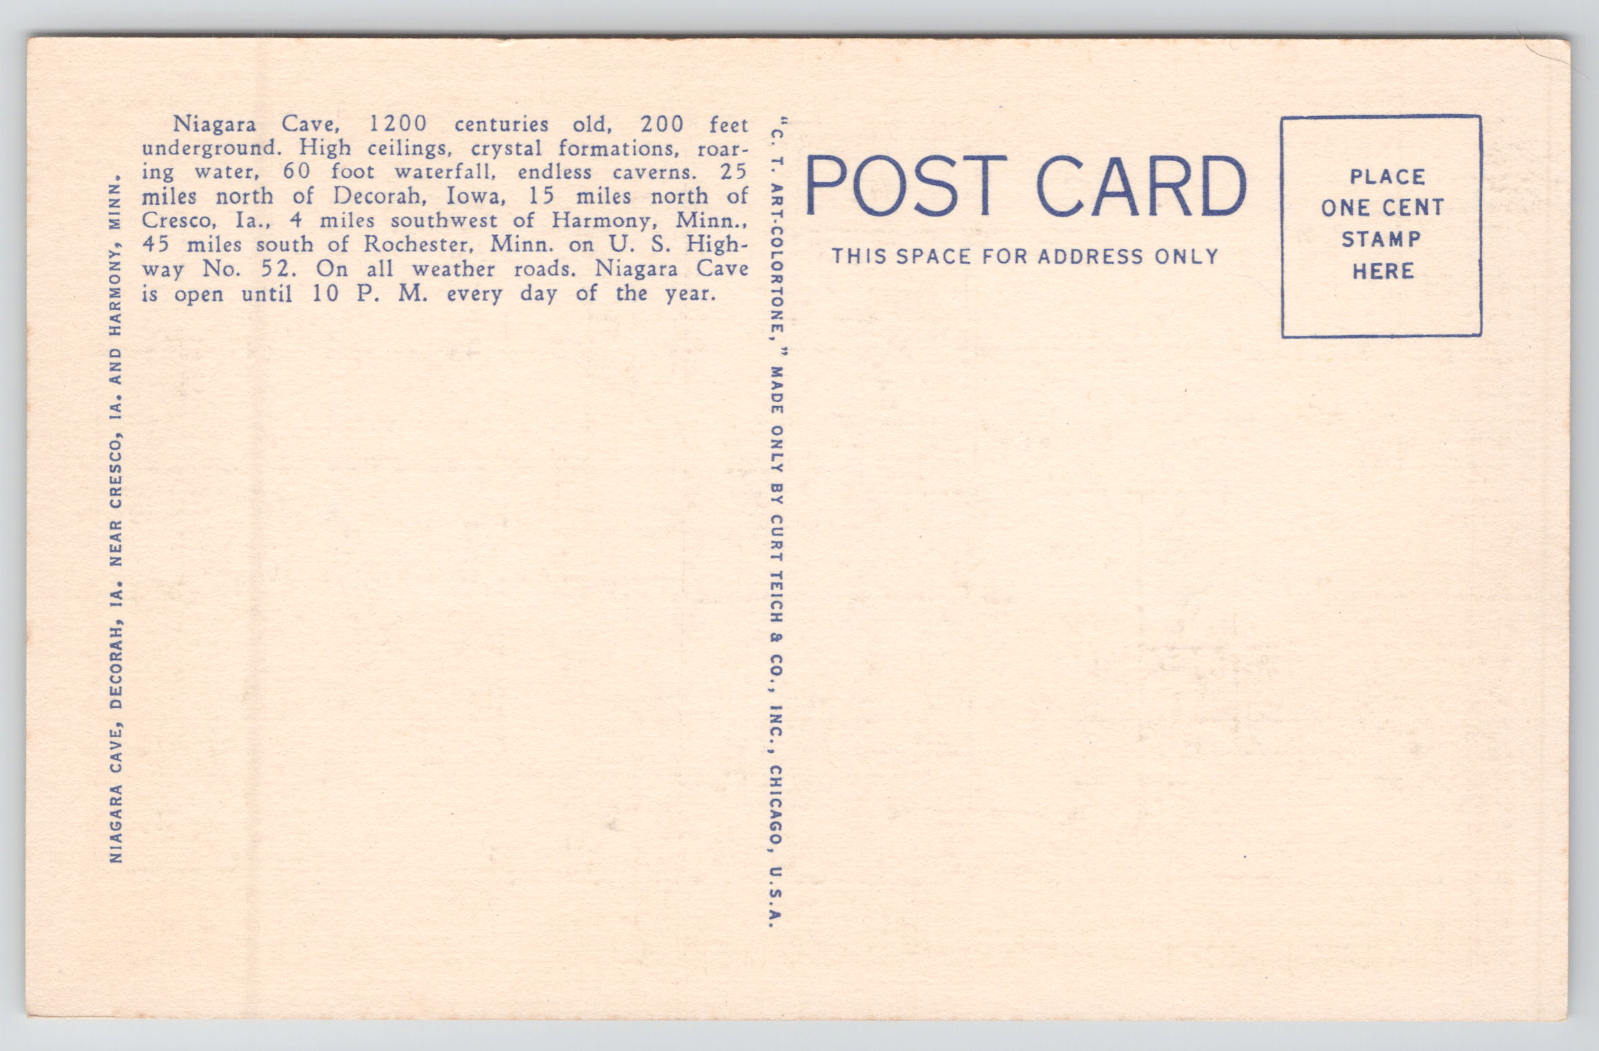 Niagara Cave, 1200 centuries old, 200 feet
underground. High ceilings, crystal formations, roar-
ing water, 60 foot waterfall, endless caverns. 25
miles north of Decorah, Iowa, 15 miles north of
Cresco, Ia., 4 miles southwest of Harmony, Minn.,
45 miles south of Rochester, Minn. on U. S. High-
way No. 52. On all weather roads. Niagara Cave
is open until 10 P. M. every day of the year.
NIAGARA CAVE, DECORAH, IA. NEAR CRESCO, IA. AND HARMONY, MINN.
"C. T. ART-COLORTONE," MADE ONLY BY CURT TEICH & CO., INC., CHICAGO, U.S.A.
POST CARD
THIS SPACE FOR ADDRESS ONLY
PLACE
ONE CENT
STAMP
HERE